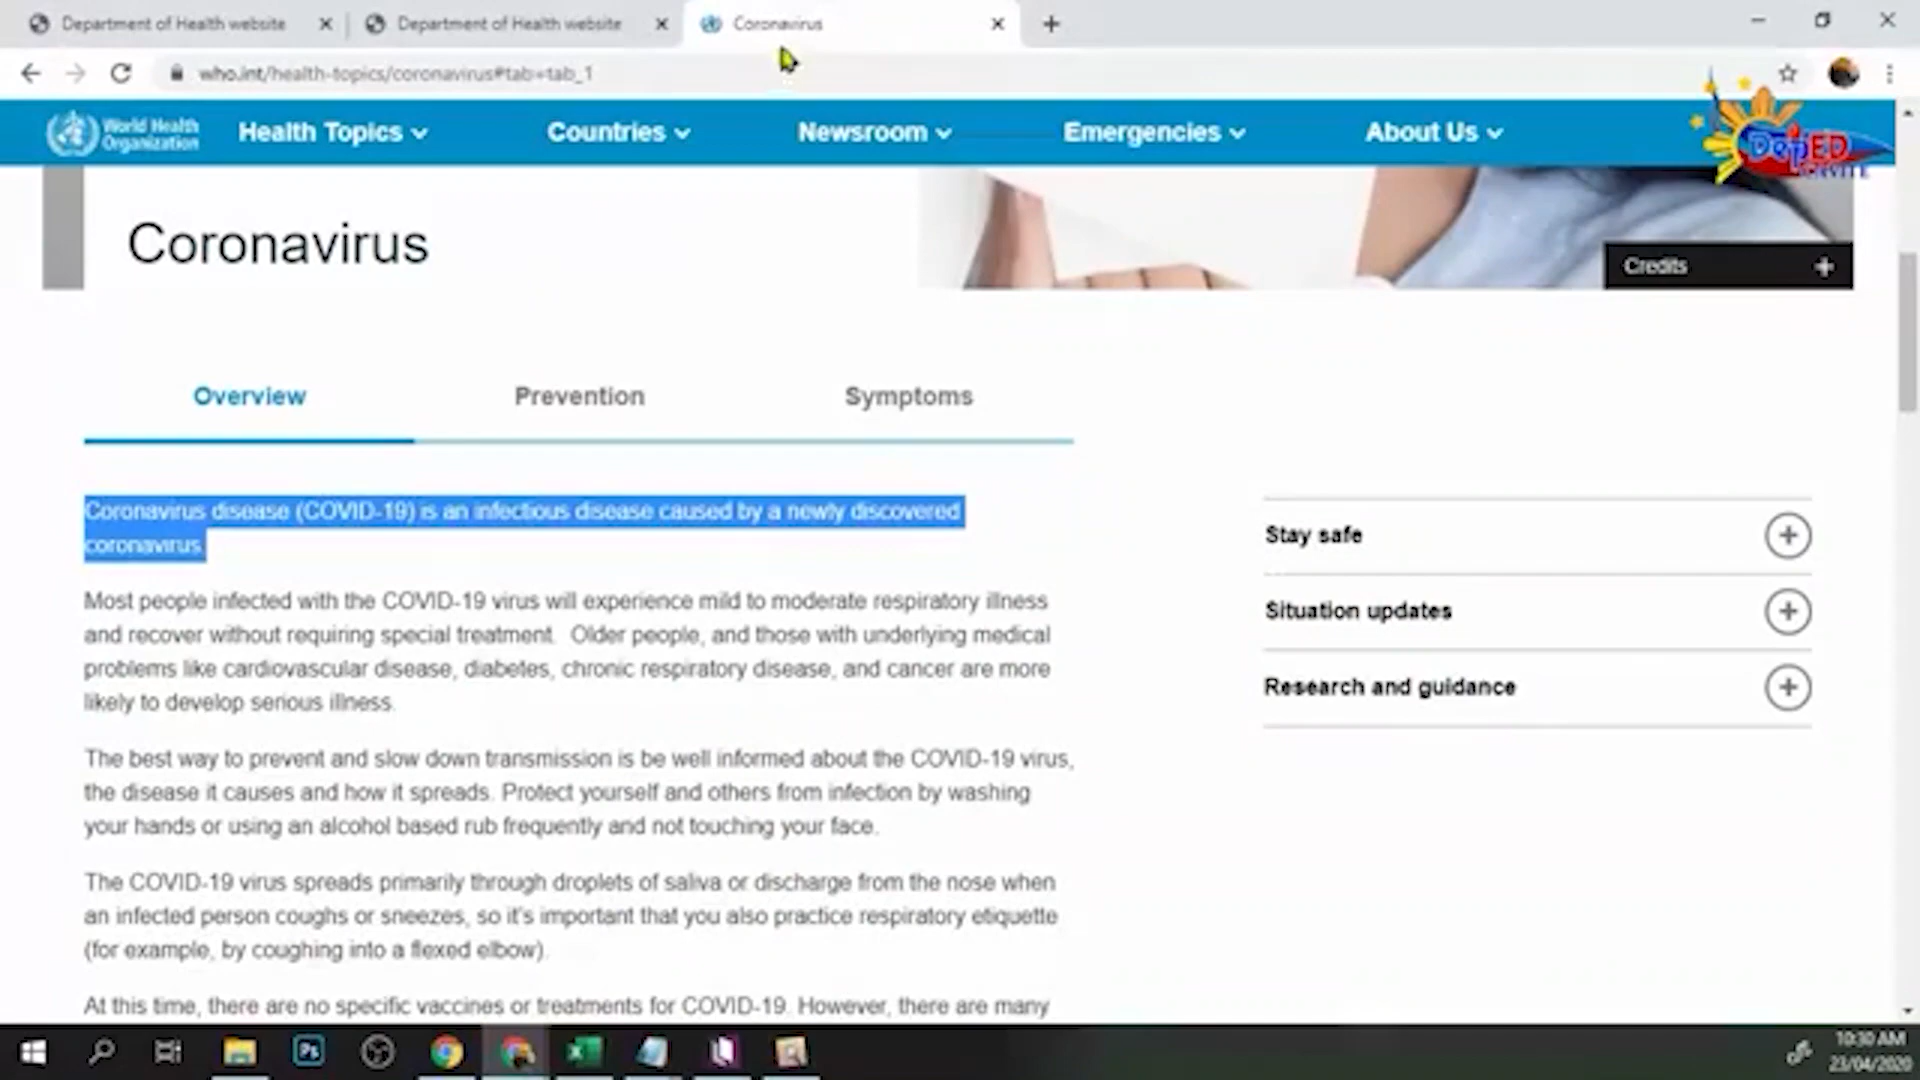 Department of Health website
Department of Health website
Coronavirus
who.int/health-topics/coronavirus#tab=tab_1
World Health
Organization
Health Topics
Countries
Newsroom
Emergencies
About Us
DepED
CAVITE
Coronavirus
Credits
Overview
Prevention
Symptoms
Coronavirus disease (COVID-19) is an infectious disease caused by a newly discovered
coronavirus.
Most people infected with the COVID-19 virus will experience mild to moderate respiratory illness
and recover without requiring special treatment.  Older people, and those with underlying medical
problems like cardiovascular disease, diabetes, chronic respiratory disease, and cancer are more
likely to develop serious illness.
The best way to prevent and slow down transmission is be well informed about the COVID-19 virus,
the disease it causes and how it spreads. Protect yourself and others from infection by washing
your hands or using an alcohol based rub frequently and not touching your face.
The COVID-19 virus spreads primarily through droplets of saliva or discharge from the nose when
an infected person coughs or sneezes, so it's important that you also practice respiratory etiquette
(for example, by coughing into a flexed elbow).
At this time, there are no specific vaccines or treatments for COVID-19. However, there are many
Stay safe
Situation updates
Research and guidance
Ps
10:30 AM
23/04/2020